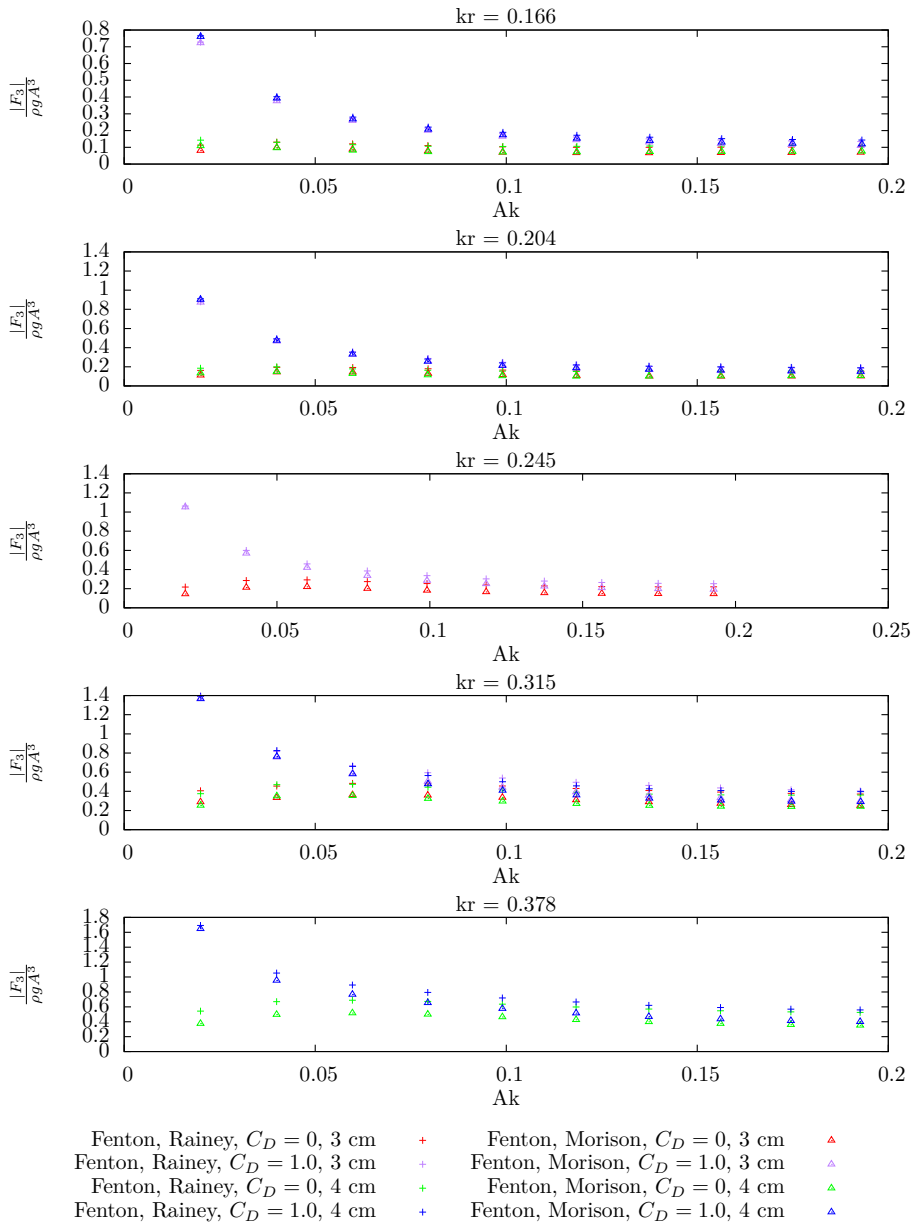 kr = 0.166
|F₃|
ρgA³
0.8
0.7
0.6
0.5
0.4
0.3
0.2
0.1
0
0 0.05 0.1 0.15 0.2
Ak
kr = 0.204
|F₃|
ρgA³
1.4
1.2
1
0.8
0.6
0.4
0.2
0
0 0.05 0.1 0.15 0.2
Ak
kr = 0.245
|F₃|
ρgA³
1.4
1.2
1
0.8
0.6
0.4
0.2
0
0 0.05 0.1 0.15 0.2 0.25
Ak
kr = 0.315
|F₃|
ρgA³
1.4
1.2
1
0.8
0.6
0.4
0.2
0
0 0.05 0.1 0.15 0.2
Ak
kr = 0.378
|F₃|
ρgA³
1.8
1.6
1.4
1.2
1
0.8
0.6
0.4
0.2
0
0 0.05 0.1 0.15 0.2
Ak
Fenton, Rainey, C_D = 0, 3 cm
Fenton, Rainey, C_D = 1.0, 3 cm
Fenton, Rainey, C_D = 0, 4 cm
Fenton, Rainey, C_D = 1.0, 4 cm
Fenton, Morison, C_D = 0, 3 cm
Fenton, Morison, C_D = 1.0, 3 cm
Fenton, Morison, C_D = 0, 4 cm
Fenton, Morison, C_D = 1.0, 4 cm